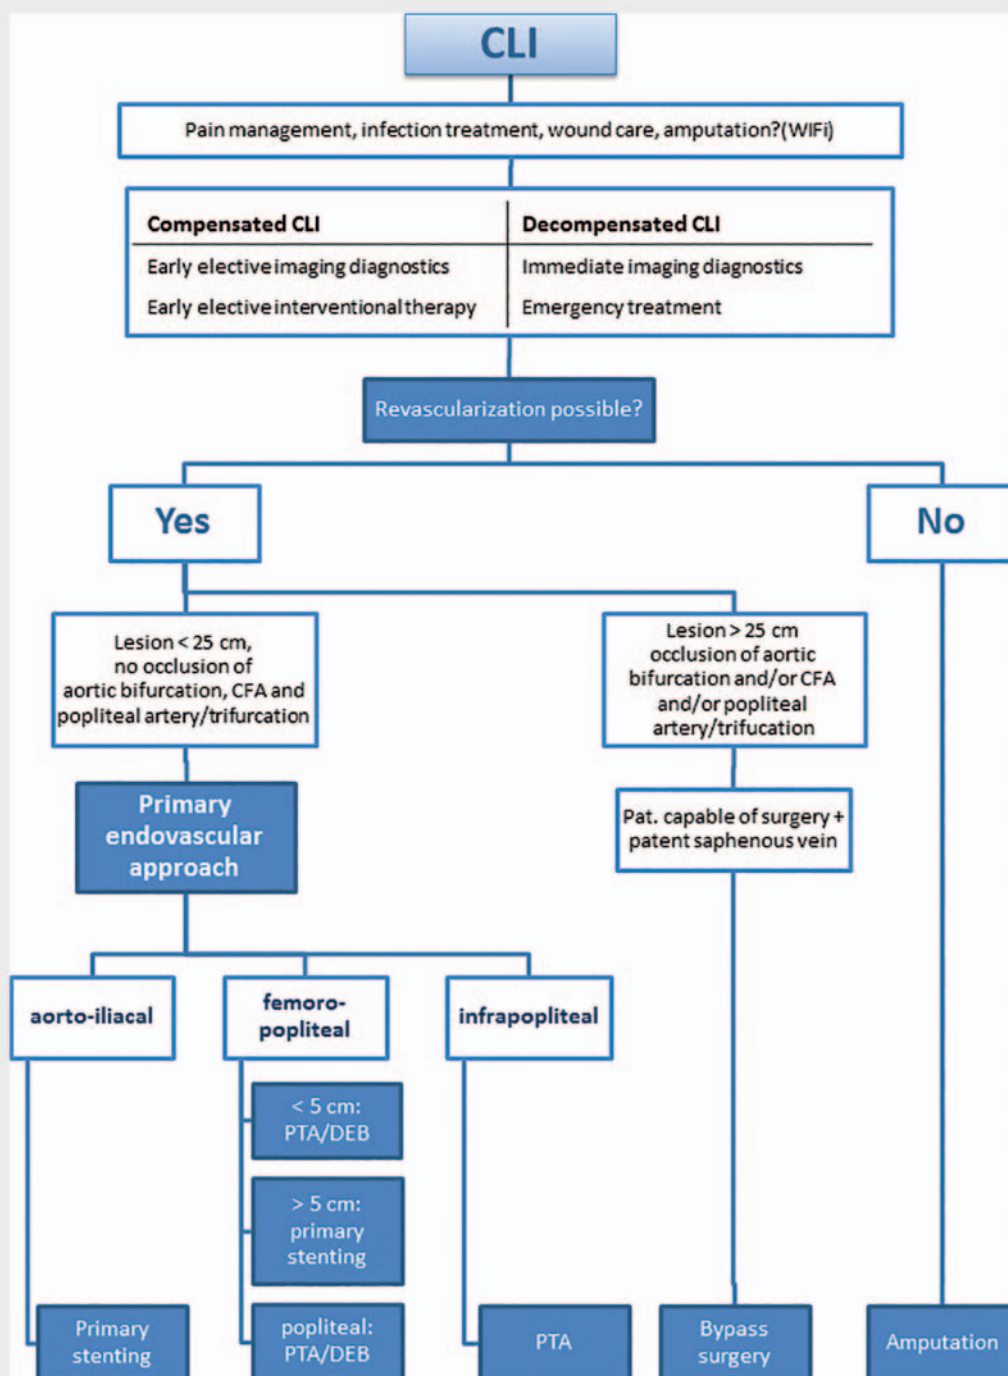 CLI
Pain management, infection treatment, wound care, amputation?(WIFi)
Compensated CLI
Decompensated CLI
Early elective imaging diagnostics
Immediate imaging diagnostics
Early elective interventional therapy
Emergency treatment
Revascularization possible?
Yes
No
Lesion < 25 cm,
no occlusion of
aortic bifurcation, CFA and
popliteal artery/trifurcation
Lesion > 25 cm
occlusion of aortic
bifurcation and/or CFA
and/or popliteal
artery/trifucation
Primary
endovascular
approach
Pat. capable of surgery +
patent saphenous vein
aorto-iliacal
femoro-
popliteal
infrapopliteal
< 5 cm:
PTA/DEB
> 5 cm:
primary
stenting
Primary
stenting
popliteal:
PTA/DEB
PTA
Bypass
surgery
Amputation